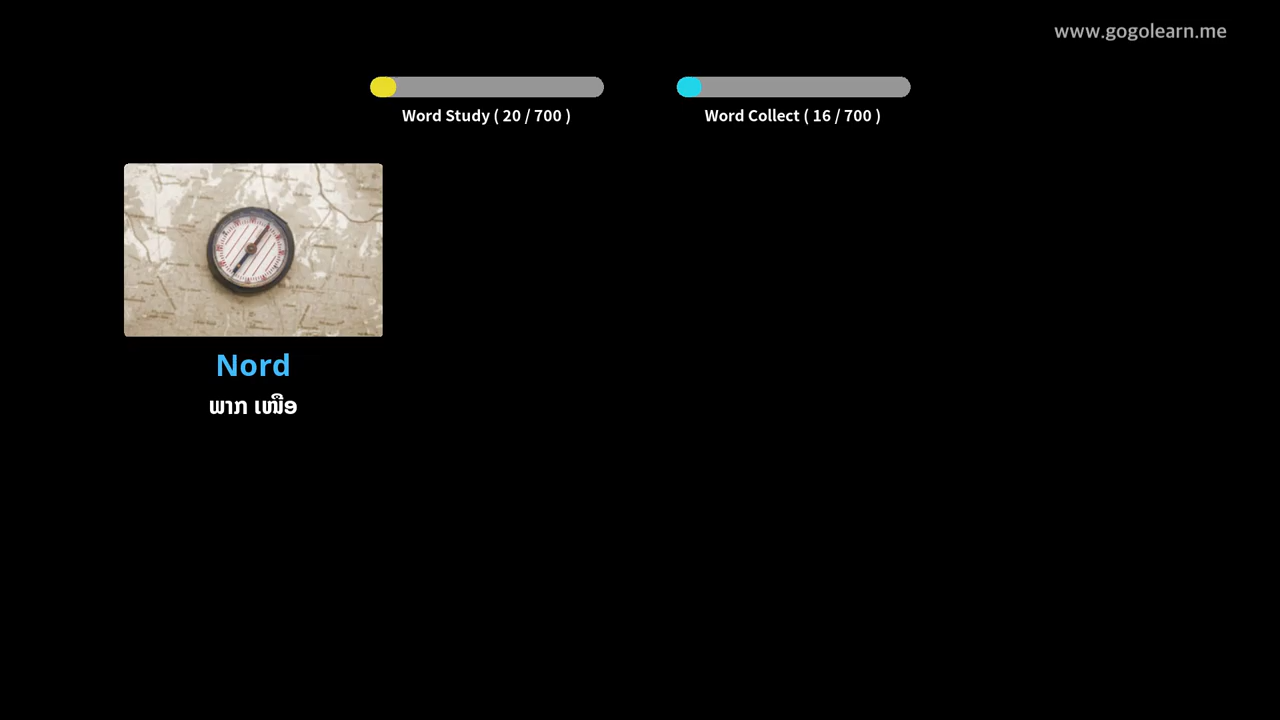 www.gogolearn.me
Word Study ( 20 / 700 )
Word Collect ( 16 / 700 )
Nord
ພາກ ເໜືອ